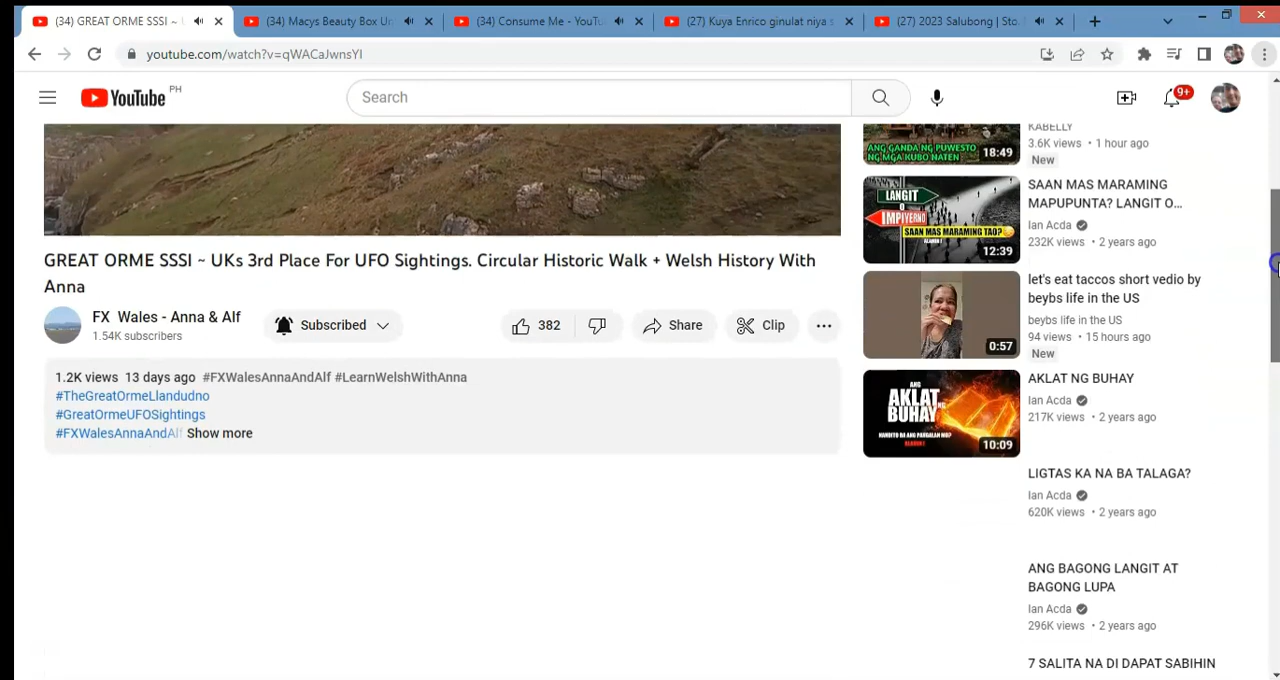 (34) GREAT ORME SSSI ~ U
(34) Macys Beauty Box Un
(34) Consume Me - YouTu
(27) Kuya Enrico ginulat niya s
(27) 2023 Salubong | Sto.
youtube.com/watch?v=qWACaJwnsYI
YouTube PH
Search
9+
KABELLY
3.6K views • 1 hour ago
New
ANG GANDA NG PUWESTO
NG MGA KUBO NATEN
18:49
LANGIT
O
IMPIYERNO
SAAN MAS MARAMING TAO?
ALAMIN !
12:39
SAAN MAS MARAMING
MAPUPUNTA? LANGIT O...
Ian Acda
232K views • 2 years ago
GREAT ORME SSSI ~ UKs 3rd Place For UFO Sightings. Circular Historic Walk + Welsh History With
Anna
FX Wales - Anna & Alf
1.54K subscribers
Subscribed
382
Share
Clip
0:57
let's eat taccos short vedio by
beybs life in the US
beybs life in the US
94 views • 15 hours ago
New
1.2K views 13 days ago #FXWalesAnnaAndAlf #LearnWelshWithAnna
#TheGreatOrmeLlandudno
#GreatOrmeUFOSightings
#FXWalesAnnaAndAlf Show more
ANG
AKLAT NG
BUHAY
NANDITO BA ANG PANGALAN MO?
ALAMIN !
10:09
AKLAT NG BUHAY
Ian Acda
217K views • 2 years ago
LIGTAS KA NA BA TALAGA?
Ian Acda
620K views • 2 years ago
ANG BAGONG LANGIT AT
BAGONG LUPA
Ian Acda
296K views • 2 years ago
7 SALITA NA DI DAPAT SABIHIN